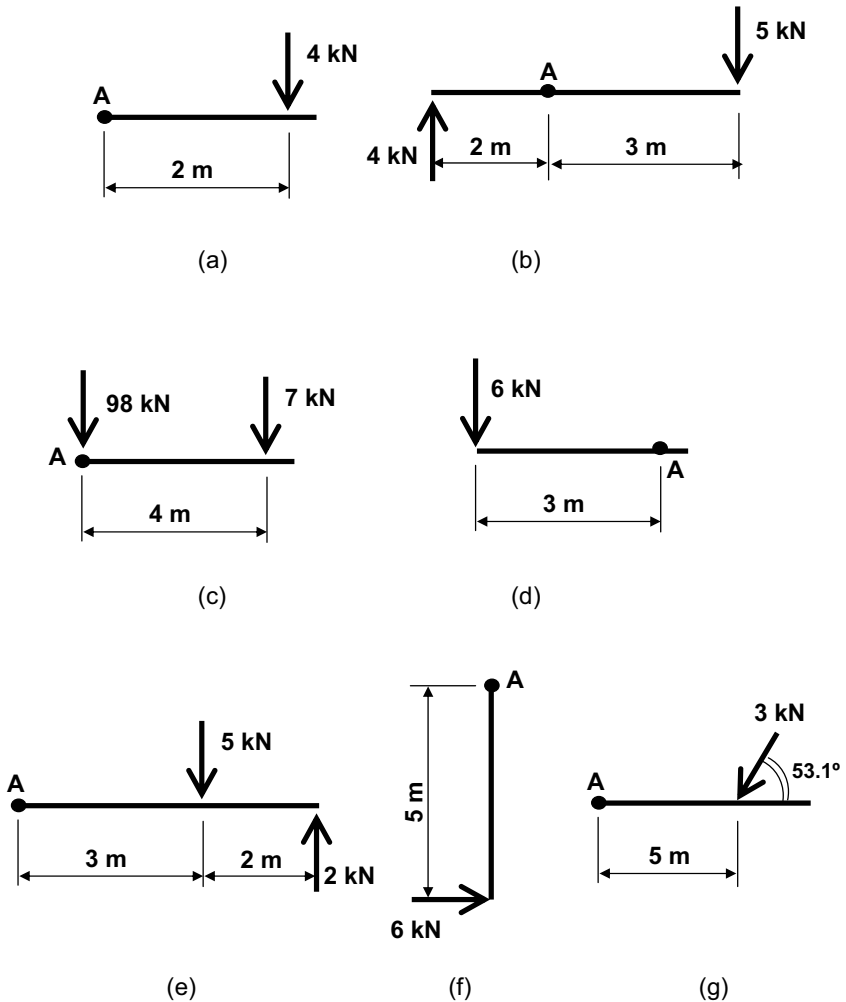 4 kN
A
2 m
(a)
5 kN
A
4 kN
2 m
3 m
(b)
98 kN
7 kN
A
4 m
(c)
6 kN
A
3 m
(d)
5 kN
A
3 m
2 m
2 kN
(e)
A
5 m
6 kN
(f)
3 kN
53.1º
A
5 m
(g)